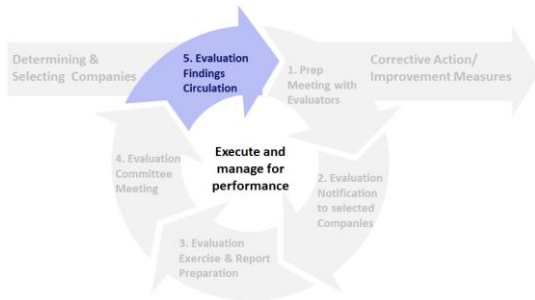 Determining &
Selecting Companies
5. Evaluation
Findings
Circulation
1. Prep
Meeting with
Evaluators
Corrective Action/
Improvement Measures
4. Evaluation
Committee
Meeting
Execute and
manage for
performance
2. Evaluation
Notification
to selected
Companies
3. Evaluation
Exercise & Report
Preparation